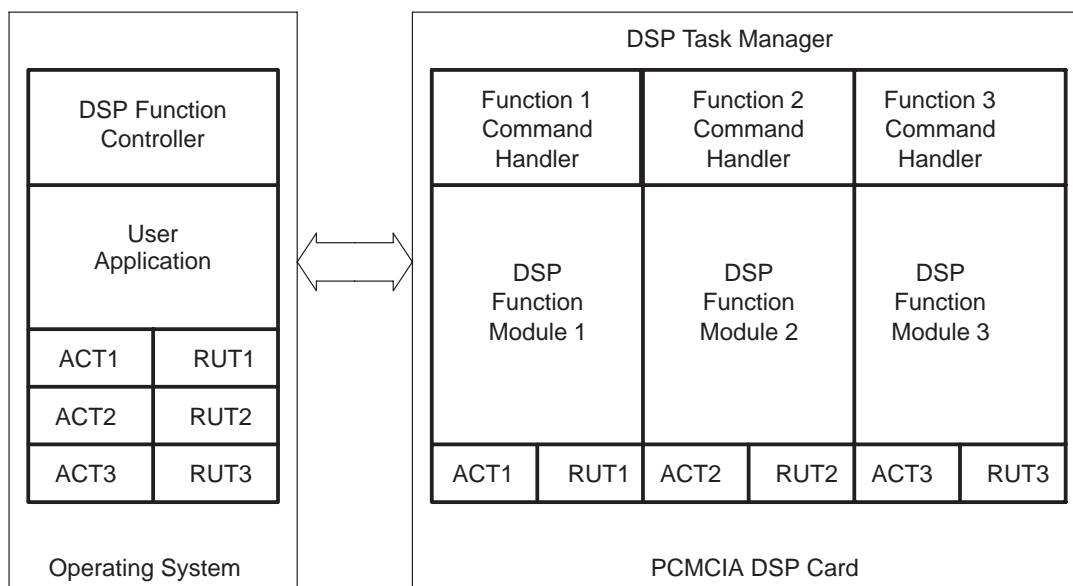 DSP Function
Controller
User
Application
ACT1 RUT1
ACT2 RUT2
ACT3 RUT3
Operating System
DSP Task Manager
Function 1
Command
Handler
Function 2
Command
Handler
Function 3
Command
Handler
DSP
Function
Module 1
DSP
Function
Module 2
DSP
Function
Module 3
ACT1 RUT1 ACT2 RUT2 ACT3 RUT3
PCMCIA DSP Card